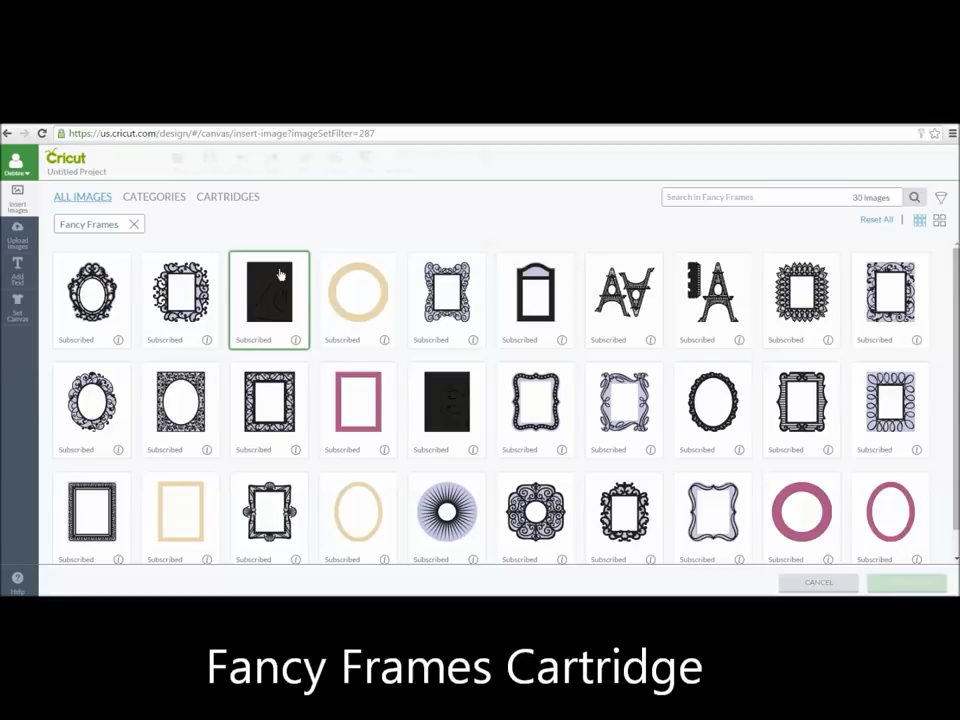 https://us.cricut.com/design/#/canvas/insert-image?imageSetFilter=287
Debbie
Cricut
Untitled Project
Insert Images
Upload Images
Add Text
Set Canvas
Help
ALL IMAGES CATEGORIES CARTRIDGES
Search in Fancy Frames 30 Images
Fancy Frames
Reset All
Subscribed Subscribed Subscribed Subscribed Subscribed Subscribed Subscribed Subscribed Subscribed Subscribed
Subscribed Subscribed Subscribed Subscribed Subscribed Subscribed Subscribed Subscribed Subscribed Subscribed
Subscribed Subscribed Subscribed Subscribed Subscribed Subscribed Subscribed Subscribed Subscribed Subscribed
CANCEL
Fancy Frames Cartridge